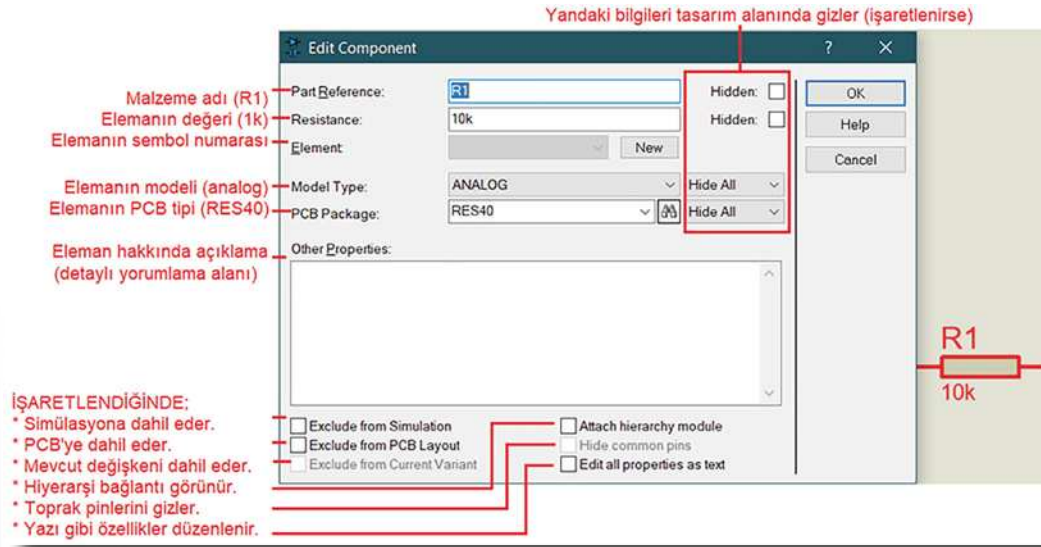 Yandaki bilgileri tasarım alanında gizler (işaretlenirse)
Edit Component ? ×
Malzeme adı (R1) Part Reference: R1 Hidden: OK
Elemanın değeri (1k) Resistance: 10k Hidden: Help
Elemanın sembol numarası Element: New Cancel
Elemanın modeli (analog) Model Type: ANALOG Hide All
Elemanın PCB tipi (RES40) PCB Package: RES40 Hide All
Eleman hakkında açıklama
(detaylı yorumlama alanı)
Other Properties:
R1
10k
İŞARETLENDİĞİNDE;
* Simülasyona dahil eder.
* PCB'ye dahil eder.
* Mevcut değişkeni dahil eder.
* Hiyerarşi bağlantı görünür.
* Toprak pinlerini gizler.
* Yazı gibi özellikler düzenlenir.
Exclude from Simulation Attach hierarchy module
Exclude from PCB Layout Hide common pins
Exclude from Current Variant Edit all properties as text